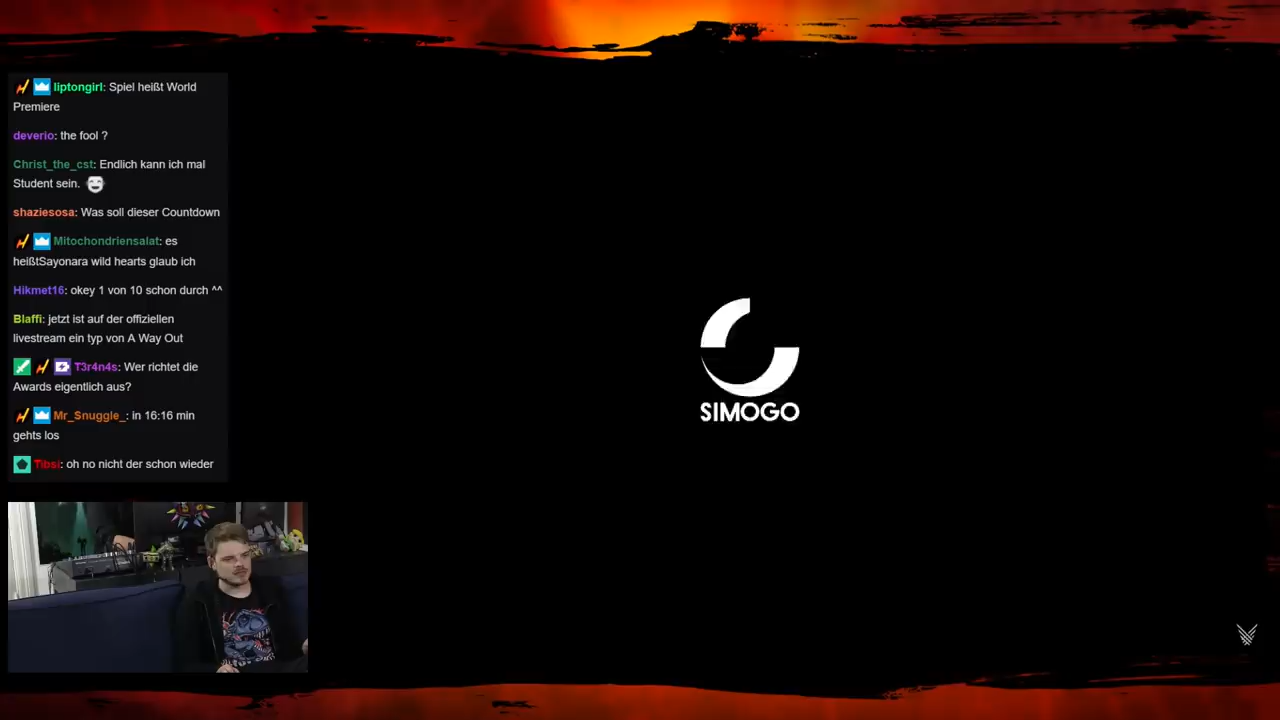 liptongirl: Spiel heißt World
Premiere
deverio: the fool ?
Christ_the_cst: Endlich kann ich mal
Student sein.
shaziesosa: Was soll dieser Countdown
Mitochondriensalat: es
heißtSayonara wild hearts glaub ich
Hikmet16: okey 1 von 10 schon durch ^^
Blaffi: jetzt ist auf der offiziellen
livestream ein typ von A Way Out
T3r4n4s: Wer richtet die
Awards eigentlich aus?
Mr_Snuggle_: in 16:16 min
gehts los
Tibsi: oh no nicht der schon wieder
SIMOGO